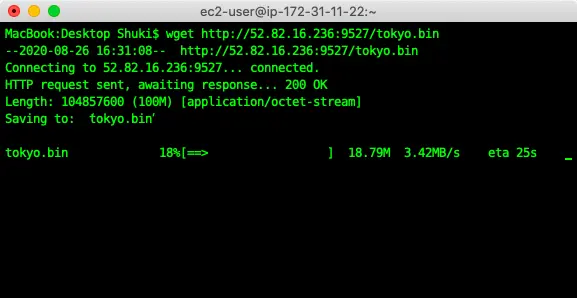 ec2-user@ip-172-31-11-22:~
MacBook:Desktop Shuki$ wget http://52.82.16.236:9527/tokyo.bin
--2020-08-26 16:31:08--  http://52.82.16.236:9527/tokyo.bin
Connecting to 52.82.16.236:9527... connected.
HTTP request sent, awaiting response... 200 OK
Length: 104857600 (100M) [application/octet-stream]
Saving to:  tokyo.bin’
tokyo.bin             18%[==>                 ]  18.79M  3.42MB/s    eta 25s    _